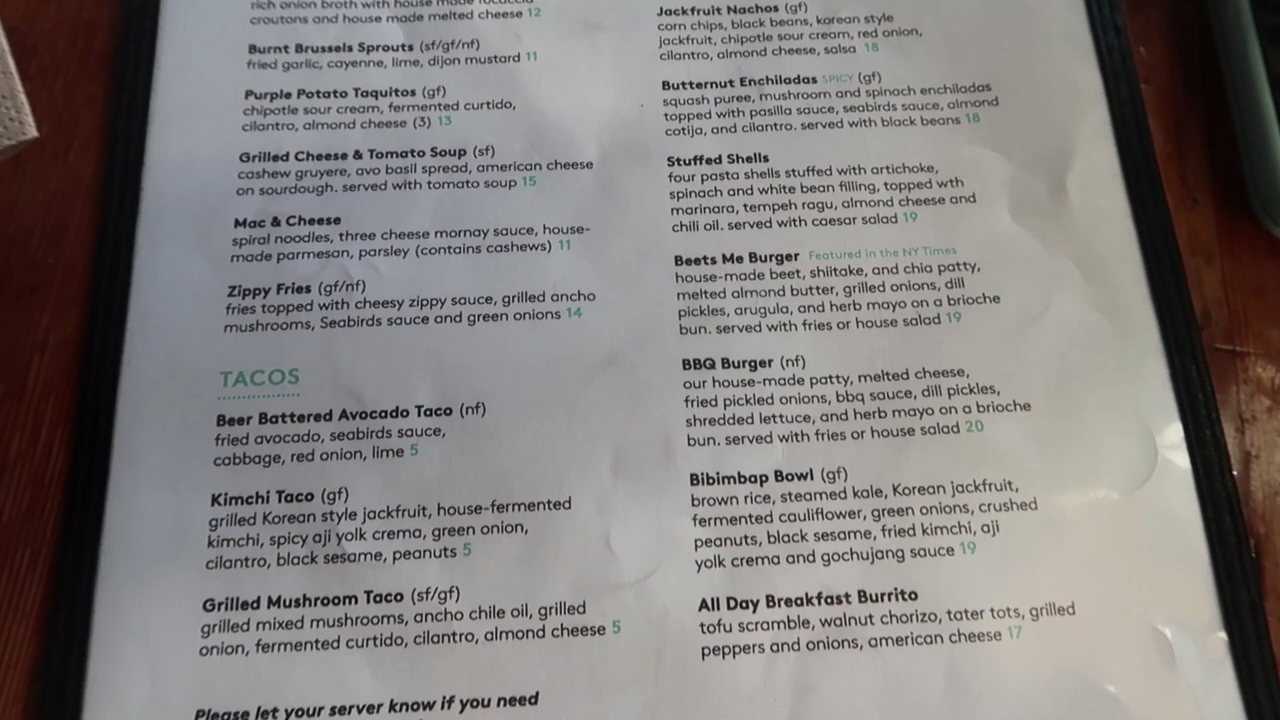 rich onion broth with house made focaccia
croutons and house made melted cheese 12
Burnt Brussels Sprouts (sf/gf/nf)
fried garlic, cayenne, lime, dijon mustard 11
Purple Potato Taquitos (gf)
chipotle sour cream, fermented curtido,
cilantro, almond cheese (3) 13
Grilled Cheese & Tomato Soup (sf)
cashew gruyere, avo basil spread, american cheese
on sourdough. served with tomato soup 15
Mac & Cheese
spiral noodles, three cheese mornay sauce, house-
made parmesan, parsley (contains cashews) 11
Zippy Fries (gf/nf)
fries topped with cheesy zippy sauce, grilled ancho
mushrooms, Seabirds sauce and green onions 14
TACOS
Beer Battered Avocado Taco (nf)
fried avocado, seabirds sauce,
cabbage, red onion, lime 5
Kimchi Taco (gf)
grilled Korean style jackfruit, house-fermented
kimchi, spicy aji yolk crema, green onion,
cilantro, black sesame, peanuts 5
Grilled Mushroom Taco (sf/gf)
grilled mixed mushrooms, ancho chile oil, grilled
onion, fermented curtido, cilantro, almond cheese 5
Please let your server know if you need
Jackfruit Nachos (gf)
corn chips, black beans, korean style
jackfruit, chipotle sour cream, red onion,
cilantro, almond cheese, salsa 18
Butternut Enchiladas SPICY (gf)
squash puree, mushroom and spinach enchiladas
topped with pasilla sauce, seabirds sauce, almond
cotija, and cilantro. served with black beans 18
Stuffed Shells
four pasta shells stuffed with artichoke,
spinach and white bean filling, topped wth
marinara, tempeh ragu, almond cheese and
chili oil. served with caesar salad 19
Beets Me Burger Featured in the NY Times
house-made beet, shiitake, and chia patty,
melted almond butter, grilled onions, dill
pickles, arugula, and herb mayo on a brioche
bun. served with fries or house salad 19
BBQ Burger (nf)
our house-made patty, melted cheese,
fried pickled onions, bbq sauce, dill pickles,
shredded lettuce, and herb mayo on a brioche
bun. served with fries or house salad 20
Bibimbap Bowl (gf)
brown rice, steamed kale, Korean jackfruit,
fermented cauliflower, green onions, crushed
peanuts, black sesame, fried kimchi, aji
yolk crema and gochujang sauce 19
All Day Breakfast Burrito
tofu scramble, walnut chorizo, tater tots, grilled
peppers and onions, american cheese 17